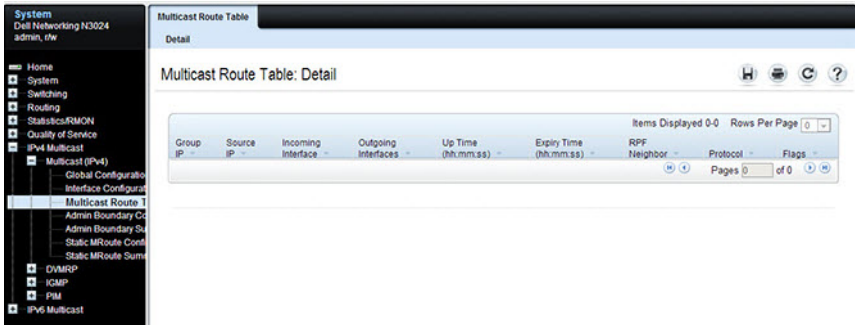 System
Dell Networking N3024
admin, r/w
Home
System
Switching
Routing
Statistics/RMON
Quality of Service
IPv4 Multicast
Multicast (IPv4)
Global Configuratio
Interface Configurat
Multicast Route T
Admin Boundary Co
Admin Boundary Su
Static MRoute Confi
Static MRoute Summ
DVMRP
IGMP
PIM
IPv6 Multicast
Multicast Route Table
Detail
Multicast Route Table: Detail
Items Displayed 0-0 Rows Per Page 0
Group IP Source IP Incoming Interface Outgoing Interfaces Up Time (hh:mm:ss) Expiry Time (hh:mm:ss) RPF Neighbor Protocol Flags
Pages 0 of 0